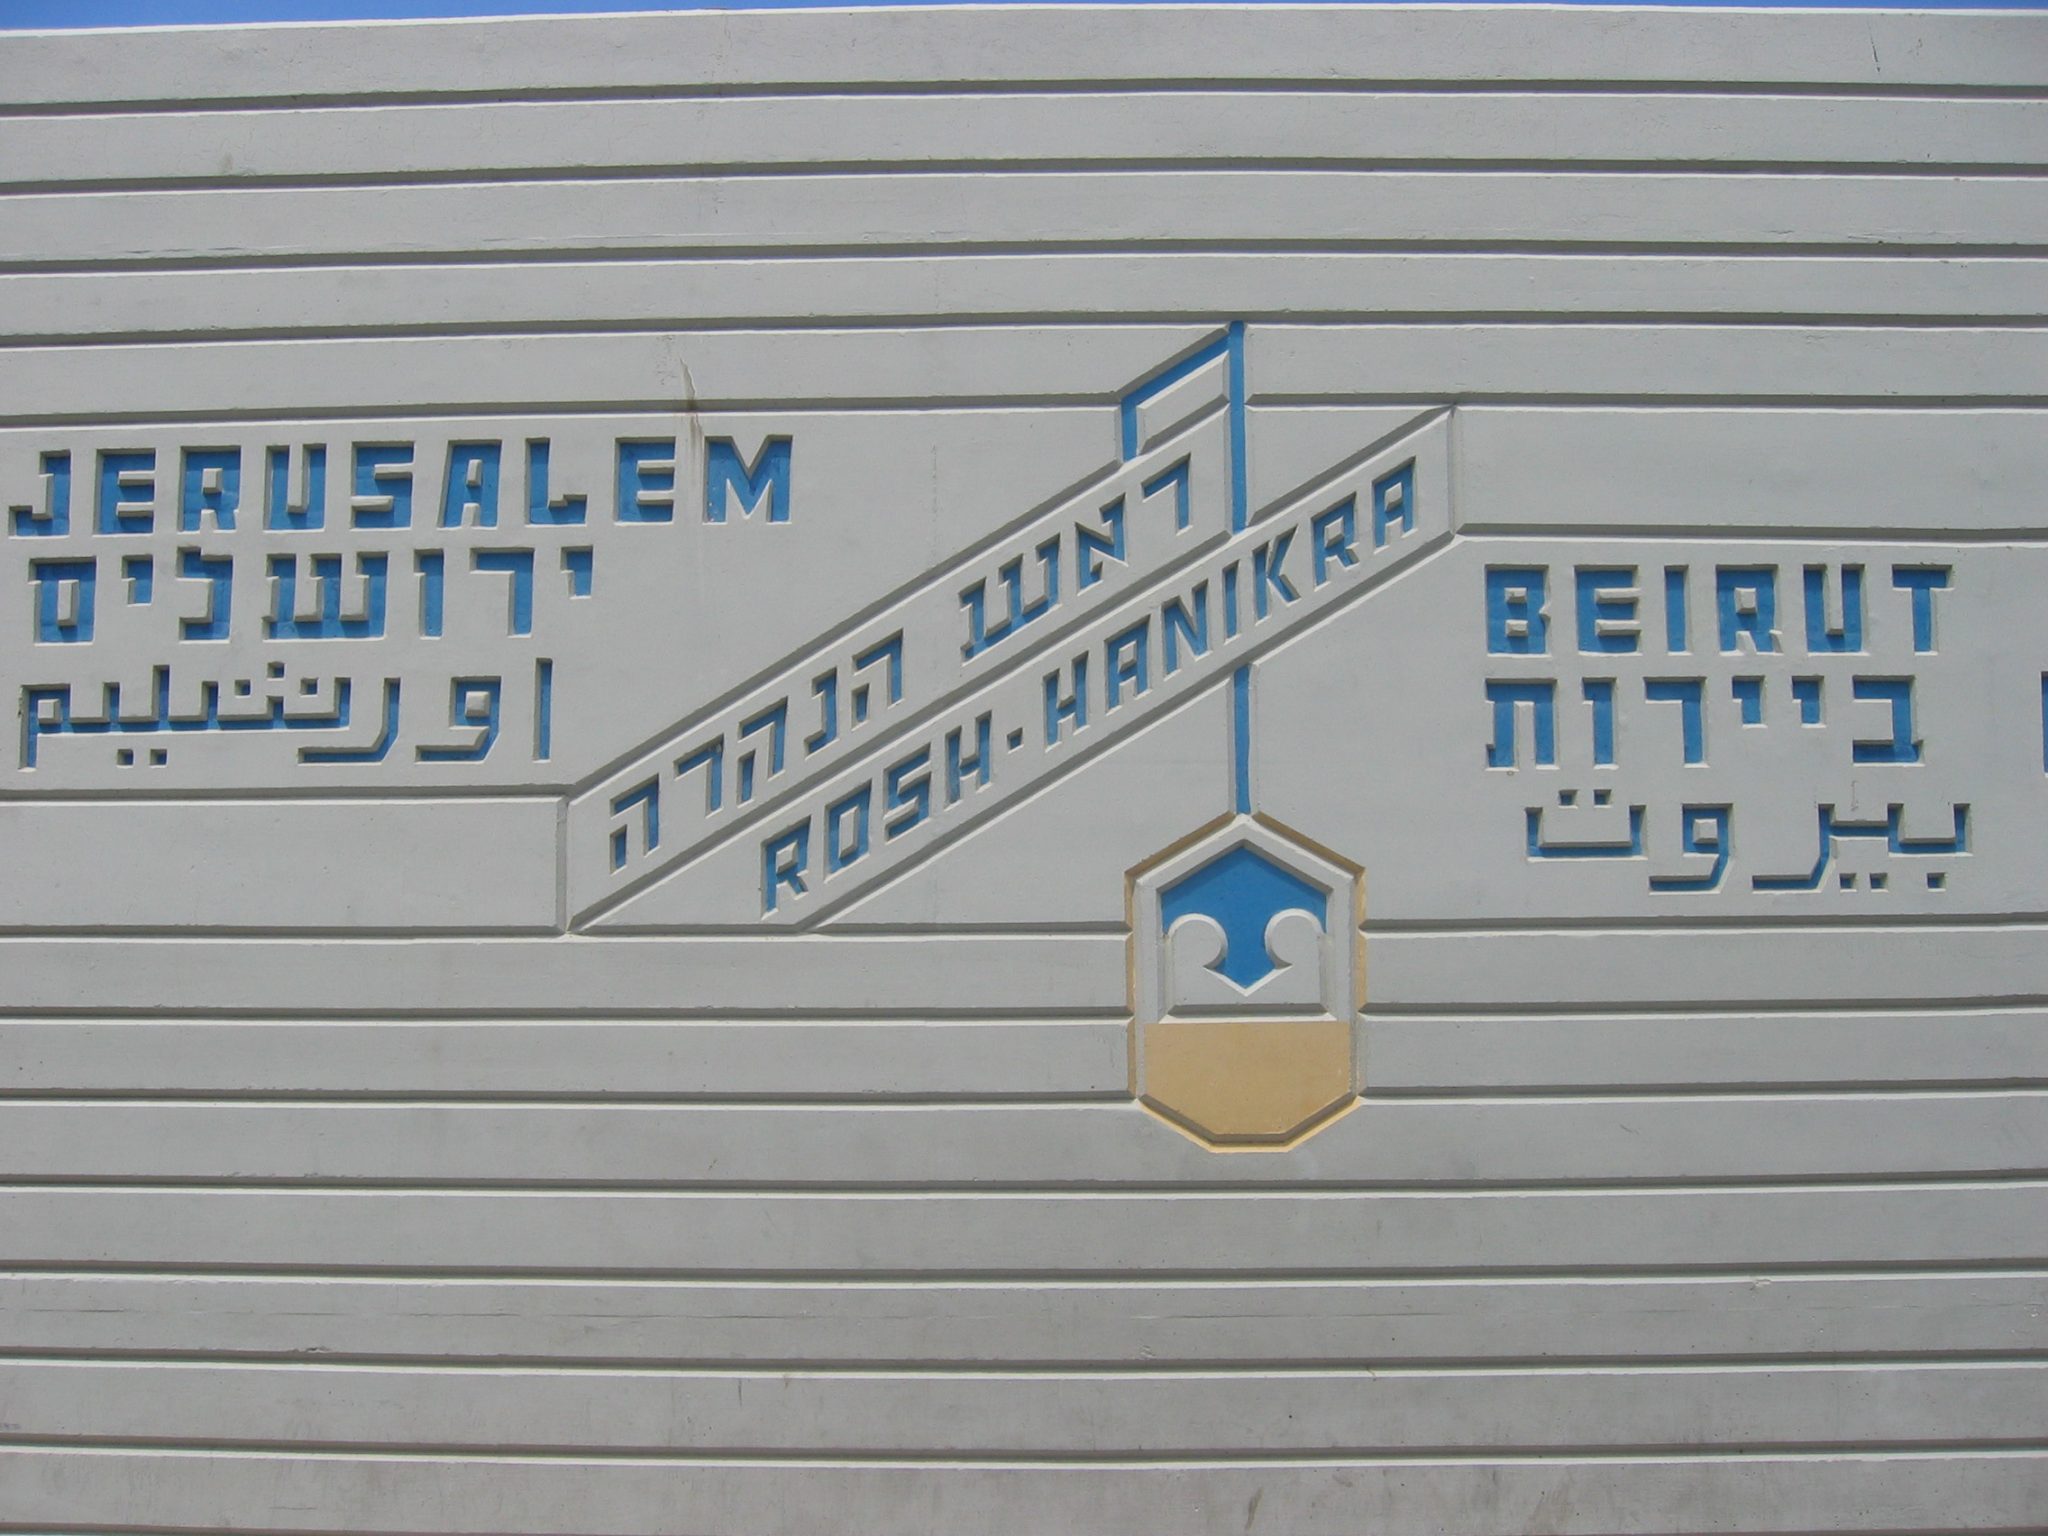 JERUSALEM
ירושלים
اورشليم
ראש הנקרה
ROSH-HANIKRA
BEIRUT
ביירות
بيروت